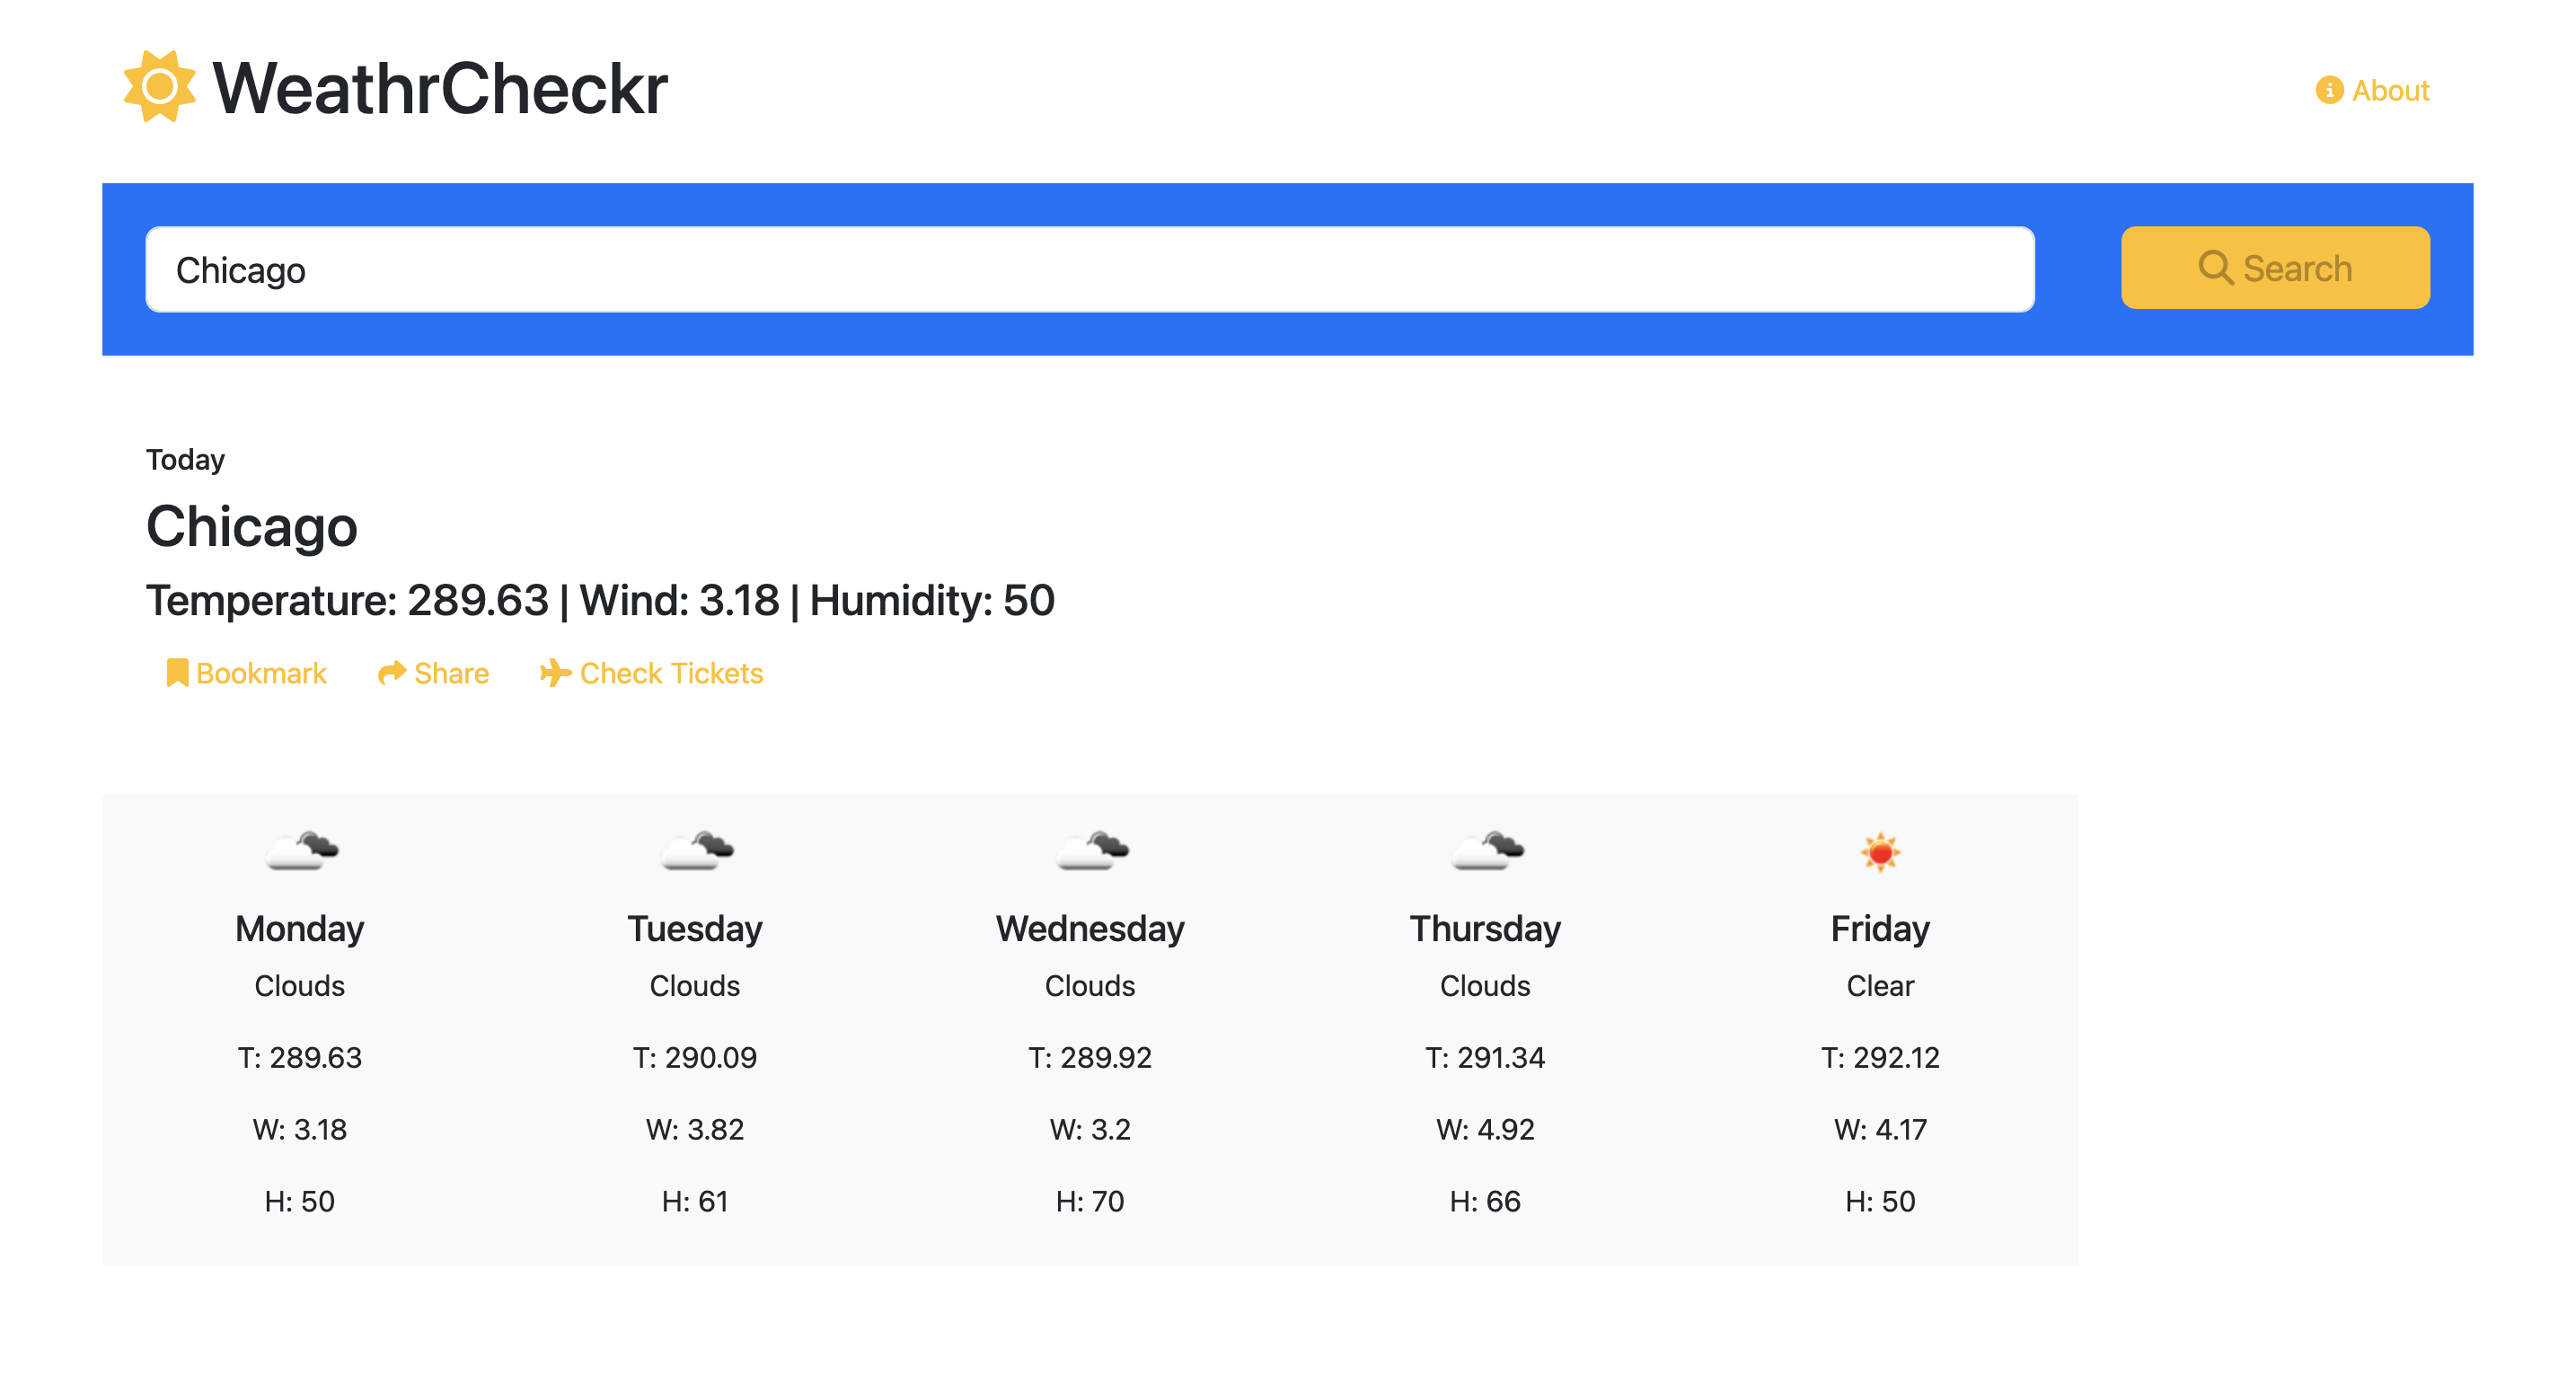 WeathrCheckr
About
Chicago
Search
Today
Chicago
Temperature: 289.63 | Wind: 3.18 | Humidity: 50
Bookmark Share Check Tickets
Monday Tuesday Wednesday Thursday Friday
Clouds Clouds Clouds Clouds Clear
T: 289.63 T: 290.09 T: 289.92 T: 291.34 T: 292.12
W: 3.18 W: 3.82 W: 3.2 W: 4.92 W: 4.17
H: 50 H: 61 H: 70 H: 66 H: 50